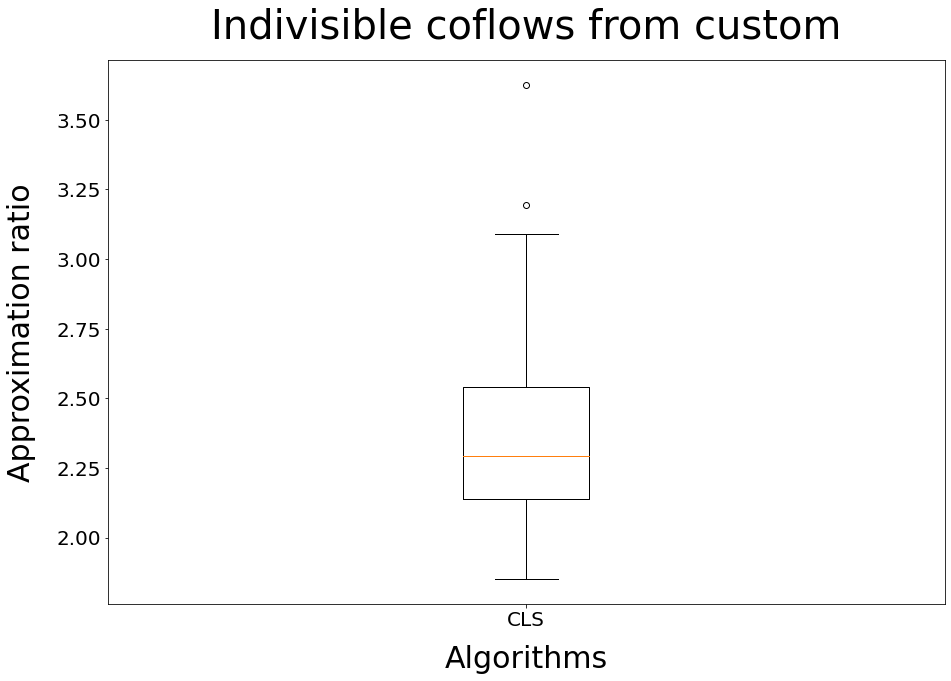 Indivisible coflows from custom
Approximation ratio
3.50
3.25
3.00
2.75
2.50
2.25
2.00
CLS
Algorithms